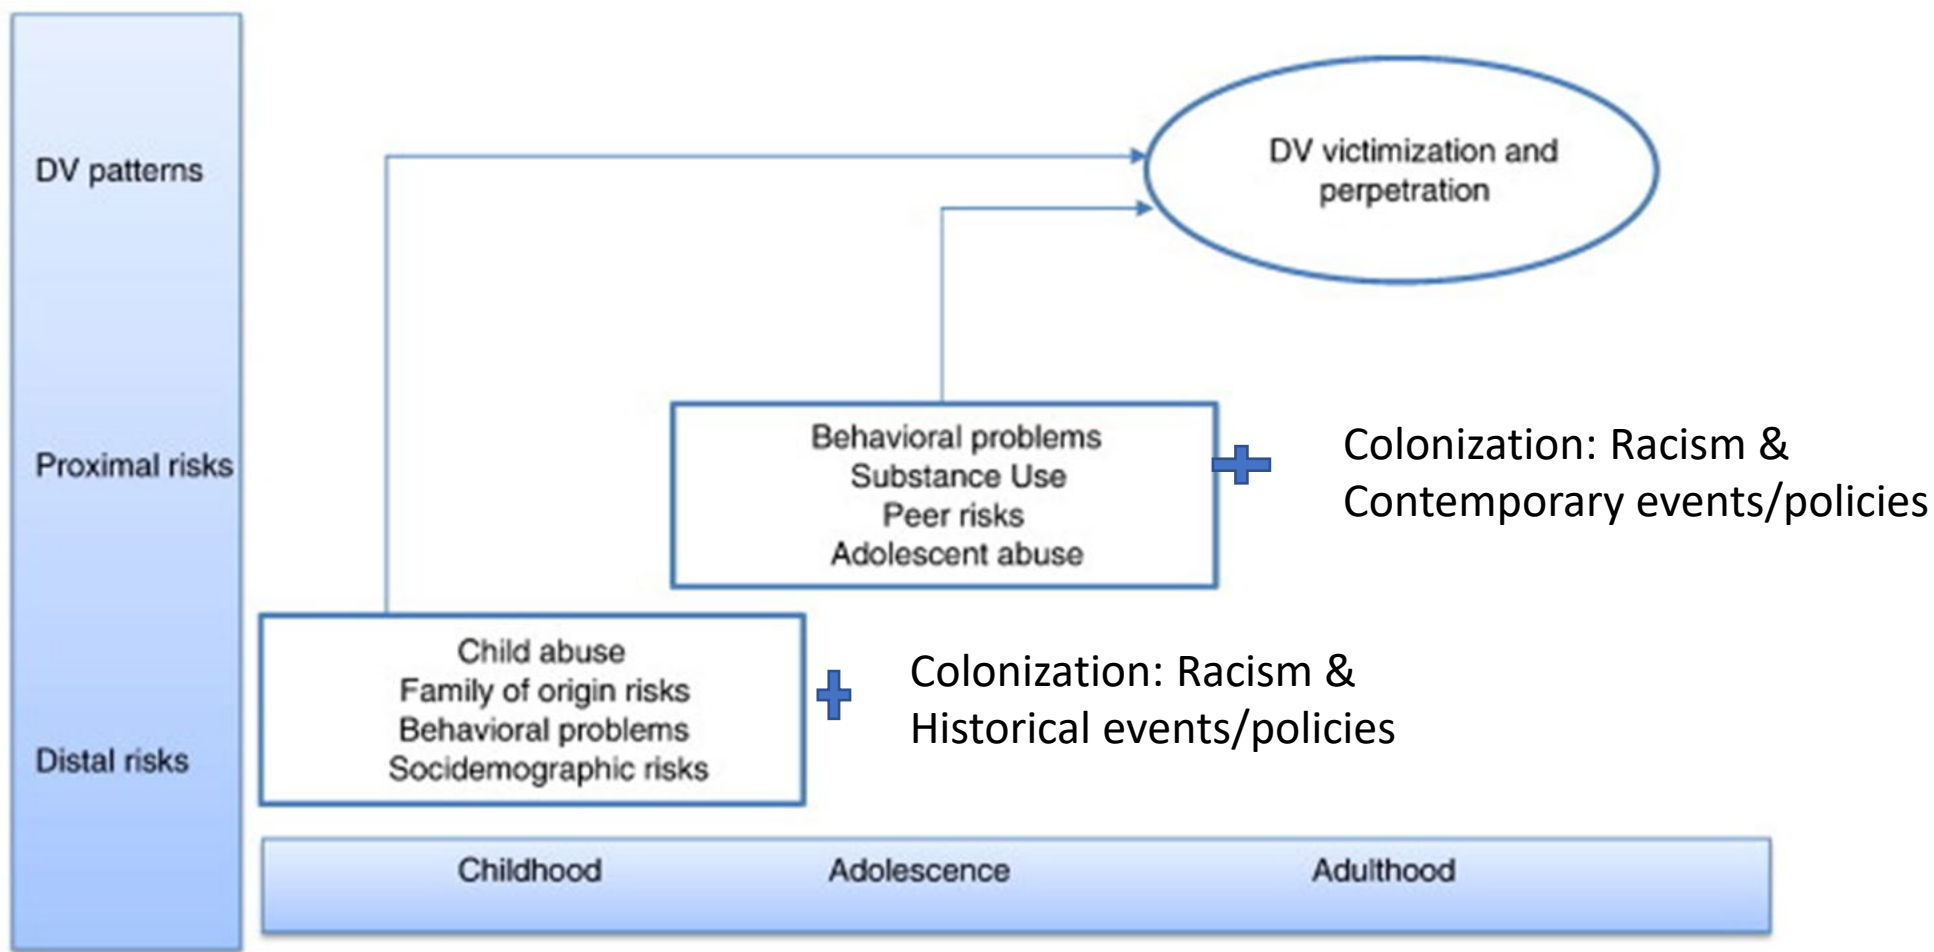 DV patterns
DV victimization and
perpetration
Proximal risks
Behavioral problems
Substance Use
Peer risks
Adolescent abuse
Colonization: Racism &
Contemporary events/policies
Distal risks
Child abuse
Family of origin risks
Behavioral problems
Socidemographic risks
Colonization: Racism &
Historical events/policies
Childhood
Adolescence
Adulthood